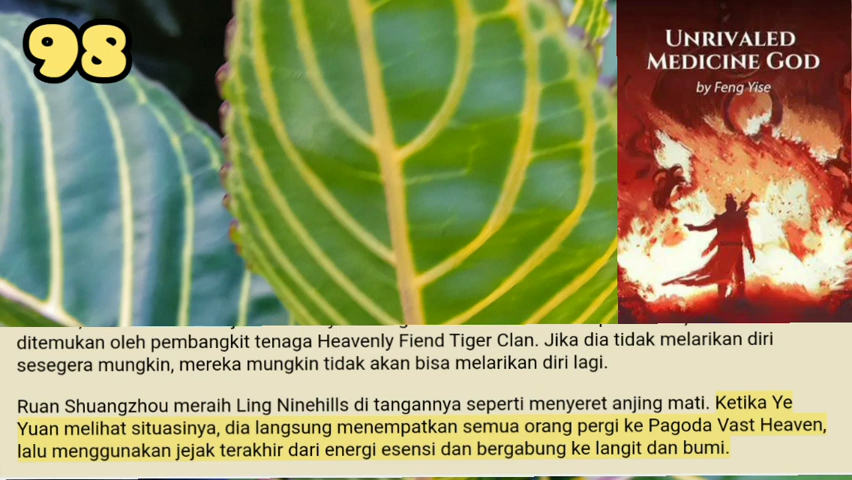 98
UNRIVALED
MEDICINE GOD
by Feng Yise
ditemukan oleh pembangkit tenaga Heavenly Fiend Tiger Clan. Jika dia tidak melarikan diri
sesegera mungkin, mereka mungkin tidak akan bisa melarikan diri lagi.
Ruan Shuangzhou meraih Ling Ninehills di tangannya seperti menyeret anjing mati. Ketika Ye
Yuan melihat situasinya, dia langsung menempatkan semua orang pergi ke Pagoda Vast Heaven,
lalu menggunakan jejak terakhir dari energi esensi dan bergabung ke langit dan bumi.